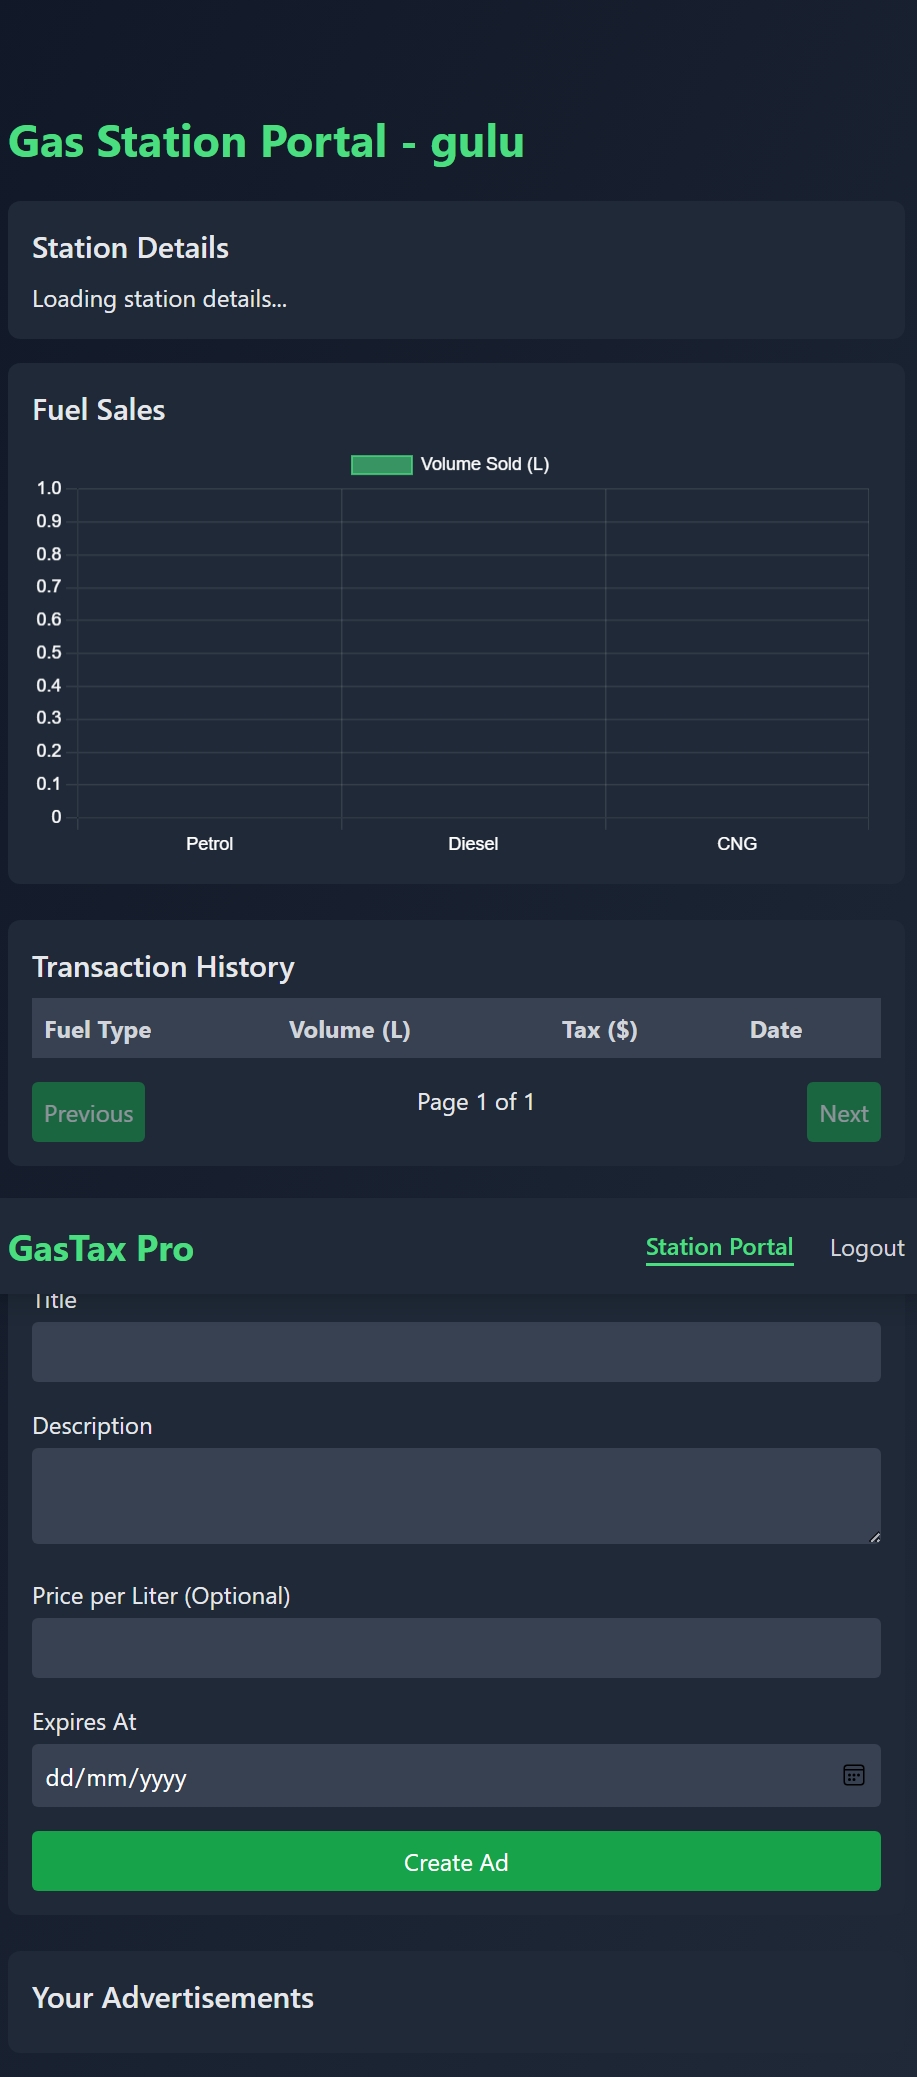 Gas Station Portal - gulu
Station Details
Loading station details...
Fuel Sales
Volume Sold (L)
1.0
0.9
0.8
0.7
0.6
0.5
0.4
0.3
0.2
0.1
0
Petrol Diesel CNG
Transaction History
Fuel Type Volume (L) Tax ($) Date
Previous Page 1 of 1 Next
GasTax Pro Station Portal Logout
Title
Description
Price per Liter (Optional)
Expires At
dd/mm/yyyy
Create Ad
Your Advertisements